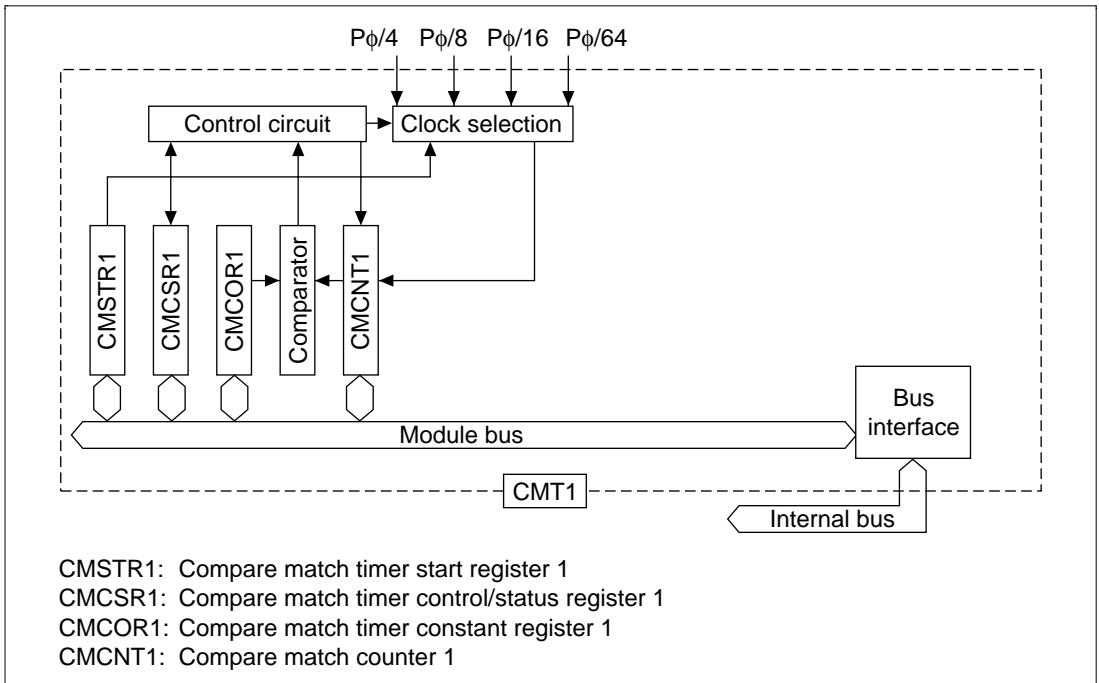 Pϕ/4 Pϕ/8 Pϕ/16 Pϕ/64
Control circuit
Clock selection
CMSTR1
CMCSR1
CMCOR1
Comparator
CMCNT1
Bus
interface
Module bus
CMT1
Internal bus
CMSTR1: Compare match timer start register 1
CMCSR1: Compare match timer control/status register 1
CMCOR1: Compare match timer constant register 1
CMCNT1: Compare match counter 1